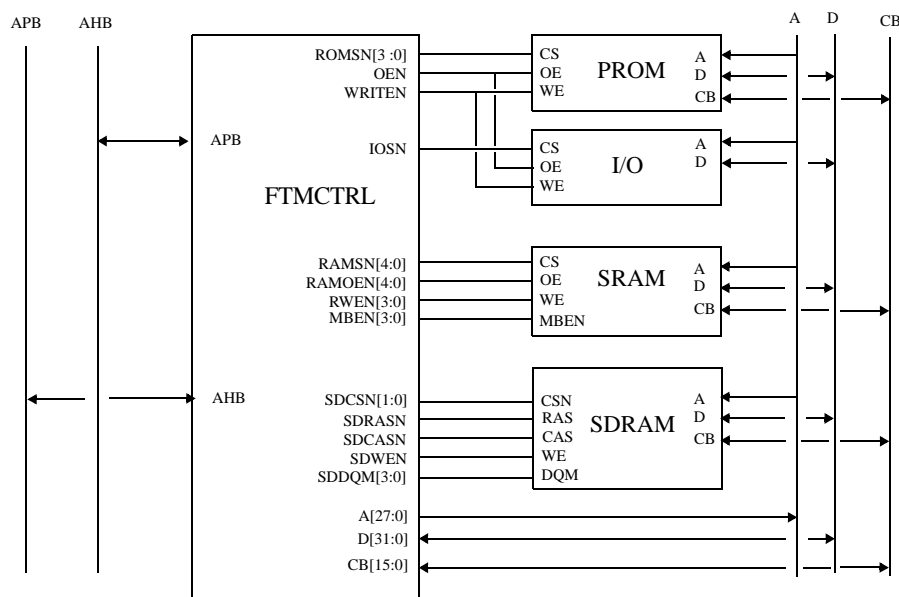 APB AHB A D CB
ROMSN[3 :0] CS A
OEN OE PROM D
WRITEN WE CB
APB IOSN CS A
OE I/O D
WE
FTMCTRL
RAMSN[4:0] CS A
RAMOEN[4:0] OE SRAM D
RWEN[3:0] WE CB
MBEN[3:0] MBEN
AHB SDCSN[1:0] CSN A
SDRASN RAS SDRAM D
SDCASN CAS CB
SDWEN WE
SDDQM[3:0] DQM
A[27:0]
D[31:0]
CB[15:0]